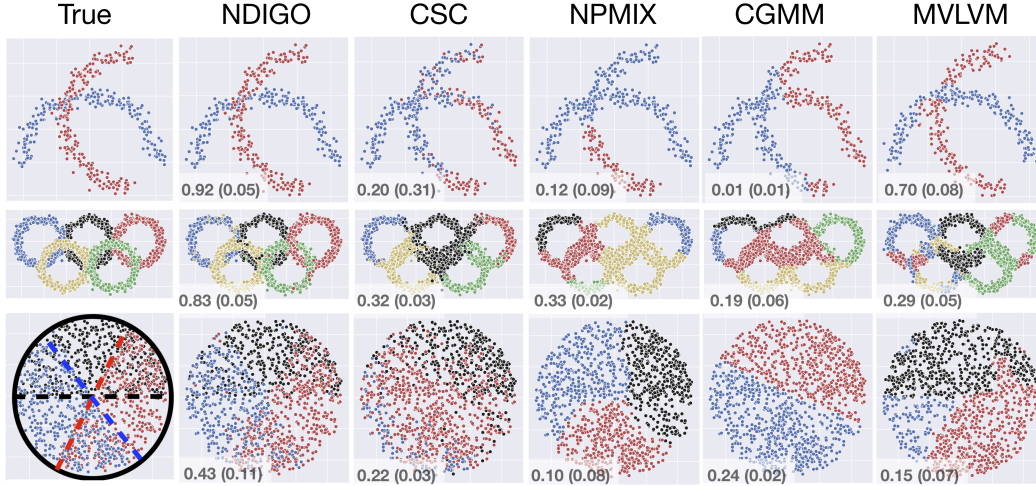 True NDIGO CSC NPMIX CGMM MVLVM
0.92 (0.05) 0.20 (0.31) 0.12 (0.09) 0.01 (0.01) 0.70 (0.08)
0.83 (0.05) 0.32 (0.03) 0.33 (0.02) 0.19 (0.06) 0.29 (0.05)
0.43 (0.11) 0.22 (0.03) 0.10 (0.08) 0.24 (0.02) 0.15 (0.07)